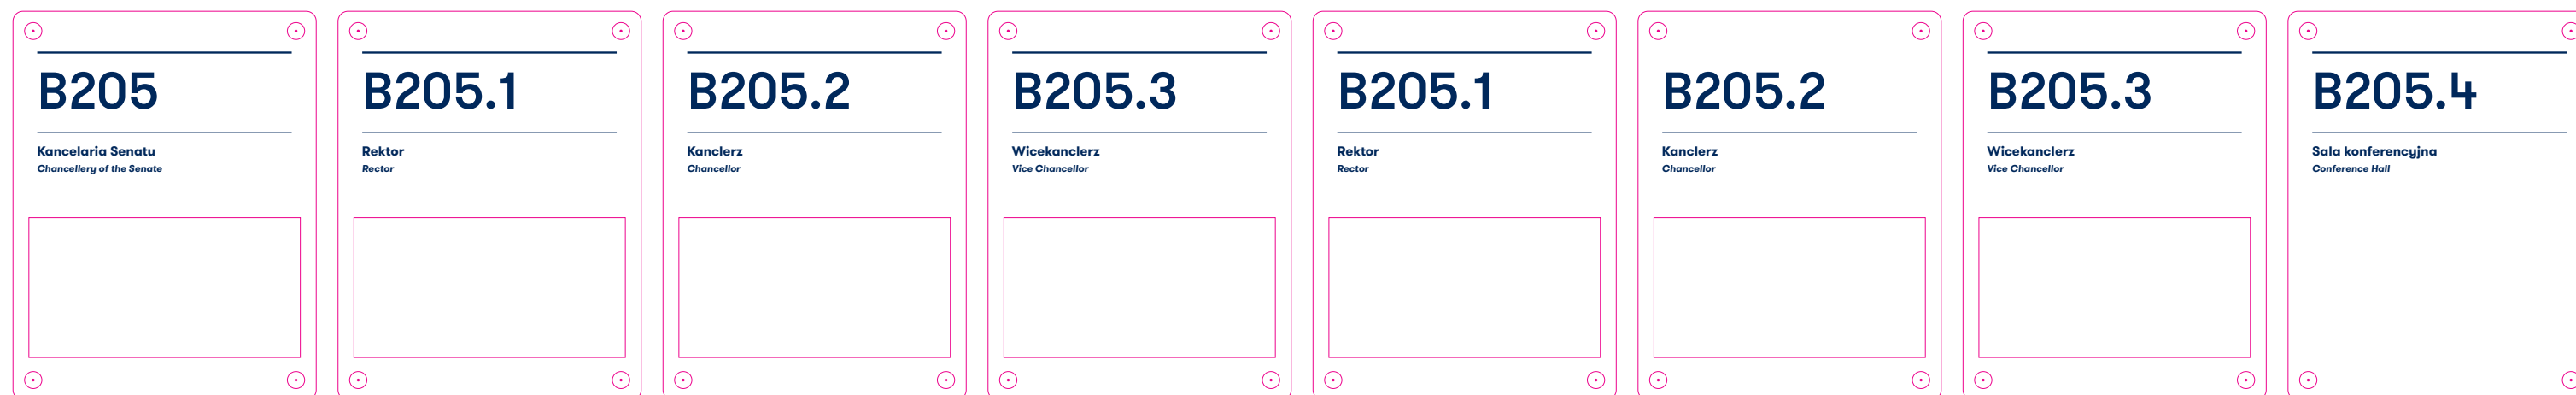 B205
Kancelaria Senatu
Chancellery of the Senate
B205.1
Rektor
Rector
B205.2
Kanclerz
Chancellor
B205.3
Wicekanclerz
Vice Chancellor
B205.1
Rektor
Rector
B205.2
Kanclerz
Chancellor
B205.3
Wicekanclerz
Vice Chancellor
B205.4
Sala konferencyjna
Conference Hall